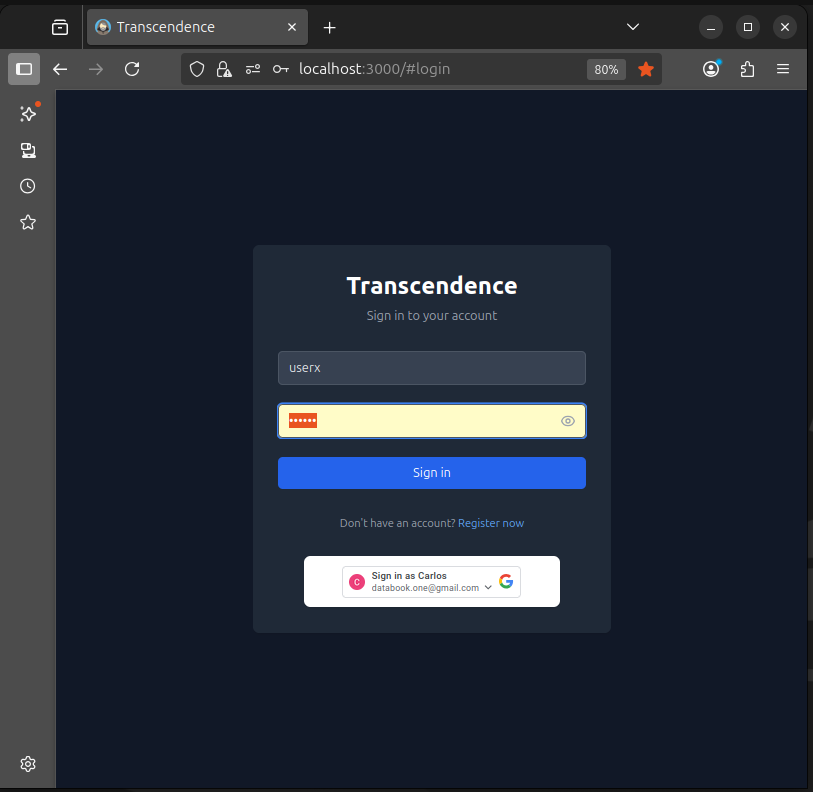 Transcendence
localhost:3000/#login
80%
Transcendence
Sign in to your account
userx
••••••
Sign in
Don't have an account? Register now
C
Sign in as Carlos
databook.one@gmail.com